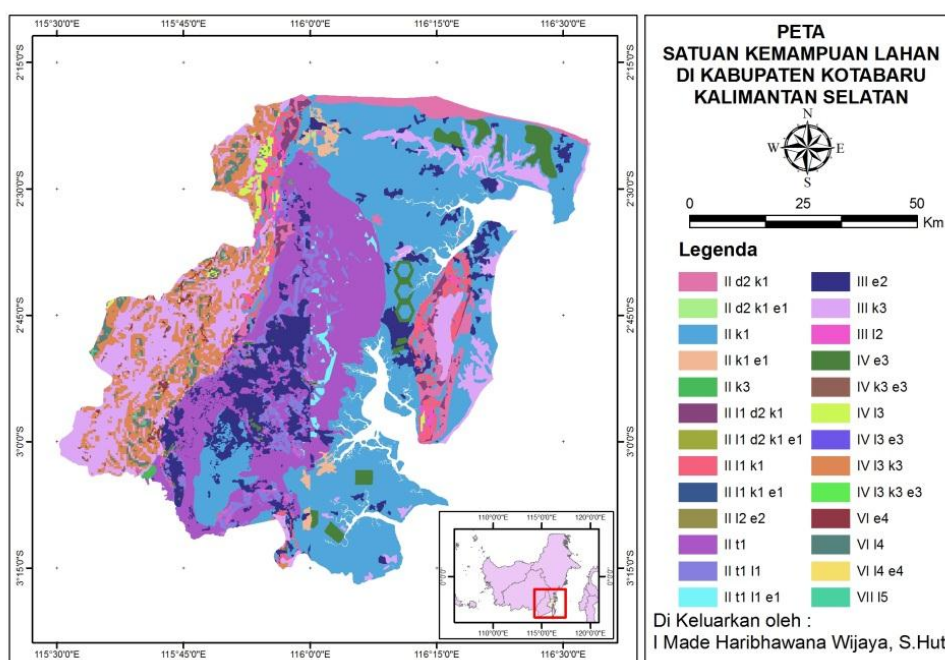 115°30'0"E 115°45'0"E 116°0'0"E 116°15'0"E 116°30'0"E
2°15'0"S 2°15'0"S
2°30'0"S 2°30'0"S
2°45'0"S 2°45'0"S
3°0'0"S 3°0'0"S
3°15'0"S 3°15'0"S
115°30'0"E 115°45'0"E 116°0'0"E 116°15'0"E 116°30'0"E
110°0'0"E 115°0'0"E 120°0'0"E
0°0'0" 0°0'0"
110°0'0"E 115°0'0"E 120°0'0"E
PETA
SATUAN KEMAMPUAN LAHAN
DI KABUPATEN KOTABARU
KALIMANTAN SELATAN
N
W E
S
0 25 50
Km
Legenda
II d2 k1
II d2 k1 e1
II k1
II k1 e1
II k3
II l1 d2 k1
II l1 d2 k1 e1
II l1 k1
II l1 k1 e1
II l2 e2
II t1
II t1 l1
II t1 l1 e1
III e2
III k3
III l2
IV e3
IV k3 e3
IV l3
IV l3 e3
IV l3 k3
IV l3 k3 e3
VI e4
VI l4
VI l4 e4
VII l5
Di Keluarkan oleh :
I Made Haribhawana Wijaya, S.Hut